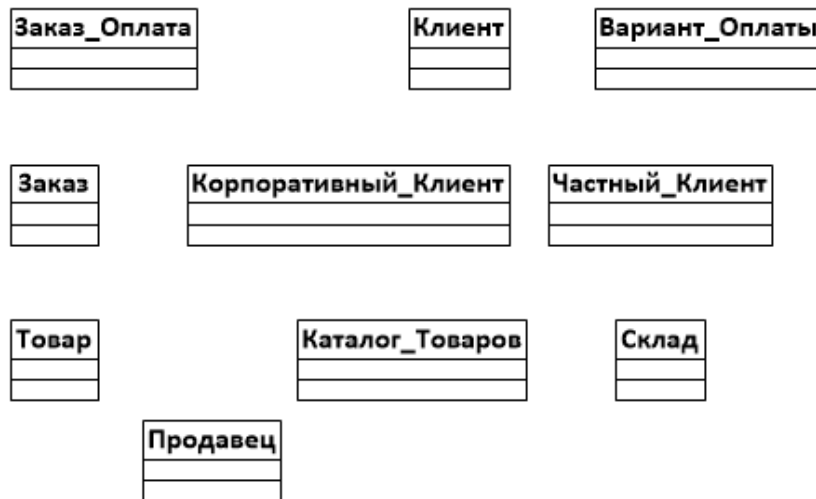 Заказ_Оплата Клиент Вариант_Оплаты
Заказ Корпоративный_Клиент Частный_Клиент
Товар Каталог_Товаров Склад
Продавец